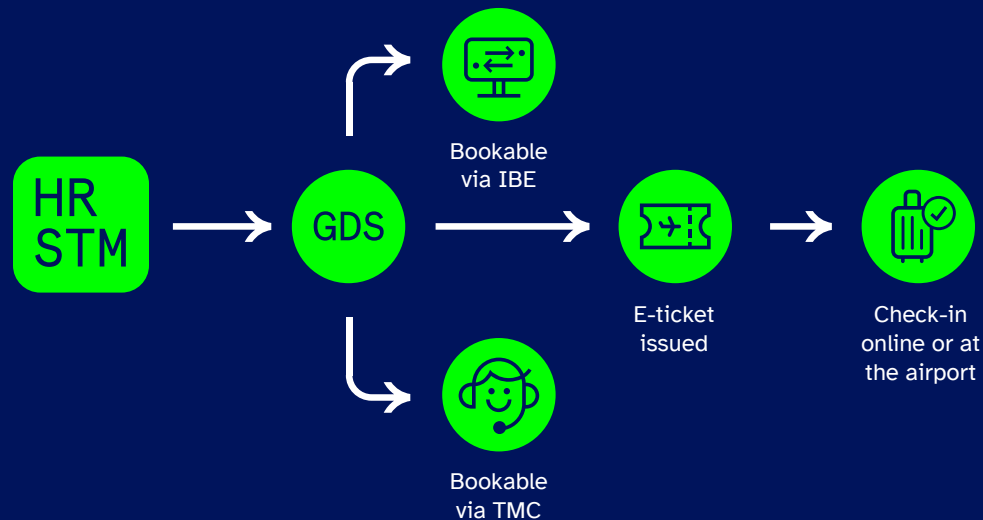 HR
STM
GDS
Bookable
via IBE
E-ticket
issued
Check-in
online or at
the airport
Bookable
via TMC